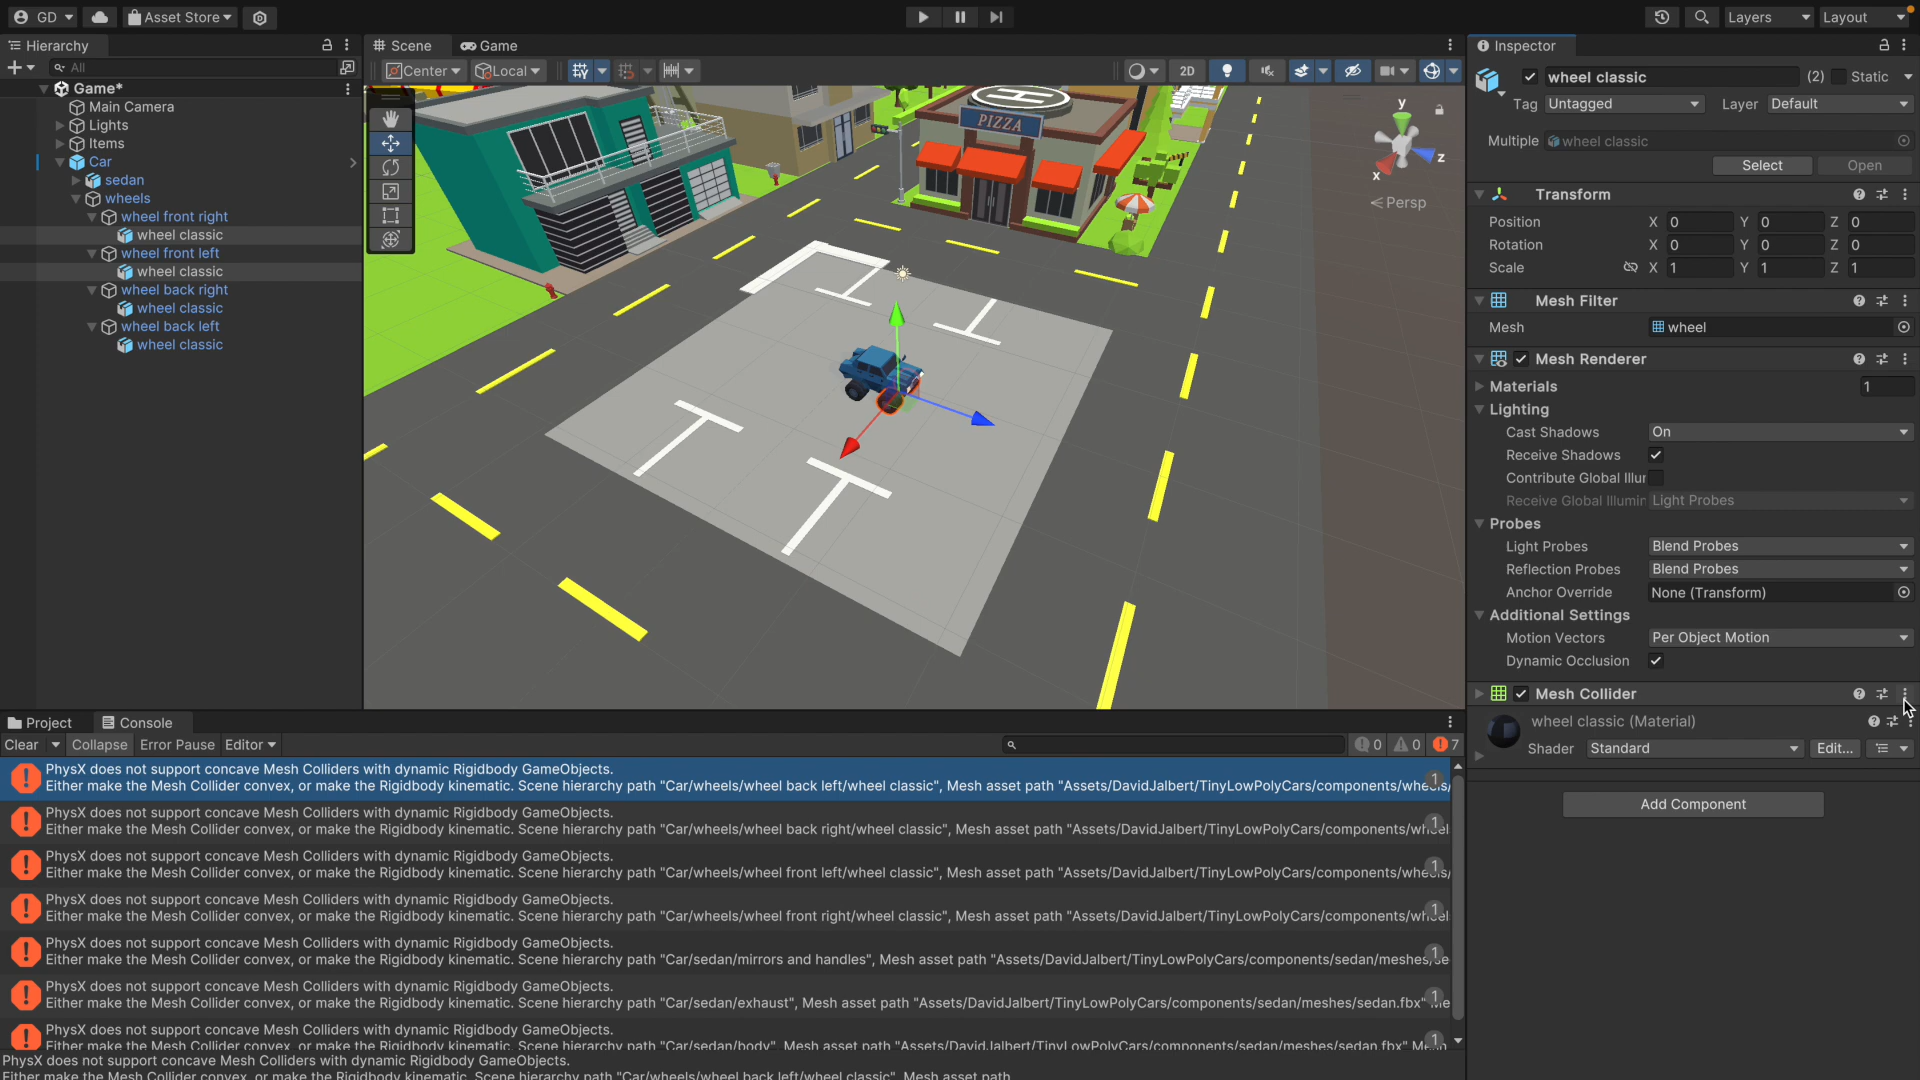 GD
Asset Store
Layers
Layout
Hierarchy
All
Game*
Main Camera
Lights
Items
Car
sedan
wheels
wheel front right
wheel classic
wheel front left
wheel classic
wheel back right
wheel classic
wheel back left
wheel classic
Scene
Game
Center
Local
2D
PIZZA
H
y
z
x
Persp
Inspector
wheel classic
(2)
Static
Tag
Untagged
Layer
Default
Multiple
wheel classic
Select
Open
Transform
Position X 0 Y 0 Z 0
Rotation X 0 Y 0 Z 0
Scale X 1 Y 1 Z 1
Mesh Filter
Mesh
wheel
Mesh Renderer
Materials
1
Lighting
Cast Shadows
On
Receive Shadows
Contribute Global Illur
Receive Global Illumin
Light Probes
Probes
Light Probes
Blend Probes
Reflection Probes
Blend Probes
Anchor Override
None (Transform)
Additional Settings
Motion Vectors
Per Object Motion
Dynamic Occlusion
Mesh Collider
wheel classic (Material)
Shader
Standard
Edit...
Add Component
Project
Console
Clear
Collapse
Error Pause
Editor
0
0
7
PhysX does not support concave Mesh Colliders with dynamic Rigidbody GameObjects.
Either make the Mesh Collider convex, or make the Rigidbody kinematic. Scene hierarchy path "Car/wheels/wheel back left/wheel classic", Mesh asset path "Assets/DavidJalbert/TinyLowPolyCars/components/wheels/
1
PhysX does not support concave Mesh Colliders with dynamic Rigidbody GameObjects.
Either make the Mesh Collider convex, or make the Rigidbody kinematic. Scene hierarchy path "Car/wheels/wheel back right/wheel classic", Mesh asset path "Assets/DavidJalbert/TinyLowPolyCars/components/wheel
1
PhysX does not support concave Mesh Colliders with dynamic Rigidbody GameObjects.
Either make the Mesh Collider convex, or make the Rigidbody kinematic. Scene hierarchy path "Car/wheels/wheel front left/wheel classic", Mesh asset path "Assets/DavidJalbert/TinyLowPolyCars/components/wheels/
1
PhysX does not support concave Mesh Colliders with dynamic Rigidbody GameObjects.
Either make the Mesh Collider convex, or make the Rigidbody kinematic. Scene hierarchy path "Car/wheels/wheel front right/wheel classic", Mesh asset path "Assets/DavidJalbert/TinyLowPolyCars/components/wheel
1
PhysX does not support concave Mesh Colliders with dynamic Rigidbody GameObjects.
Either make the Mesh Collider convex, or make the Rigidbody kinematic. Scene hierarchy path "Car/sedan/mirrors and handles", Mesh asset path "Assets/DavidJalbert/TinyLowPolyCars/components/sedan/meshes/se
1
PhysX does not support concave Mesh Colliders with dynamic Rigidbody GameObjects.
Either make the Mesh Collider convex, or make the Rigidbody kinematic. Scene hierarchy path "Car/sedan/exhaust", Mesh asset path "Assets/DavidJalbert/TinyLowPolyCars/components/sedan/meshes/sedan.fbx" Me
1
PhysX does not support concave Mesh Colliders with dynamic Rigidbody GameObjects.
Either make the Mesh Collider convex, or make the Rigidbody kinematic. Scene hierarchy path "Car/sedan/body", Mesh asset path "Assets/DavidJalbert/TinyLowPolyCars/components/sedan/meshes/sedan.fbx" Mesh
1
PhysX does not support concave Mesh Colliders with dynamic Rigidbody GameObjects.
Either make the Mesh Collider convex, or make the Rigidbody kinematic. Scene hierarchy path "Car/wheels/wheel back left/wheel classic", Mesh asset path